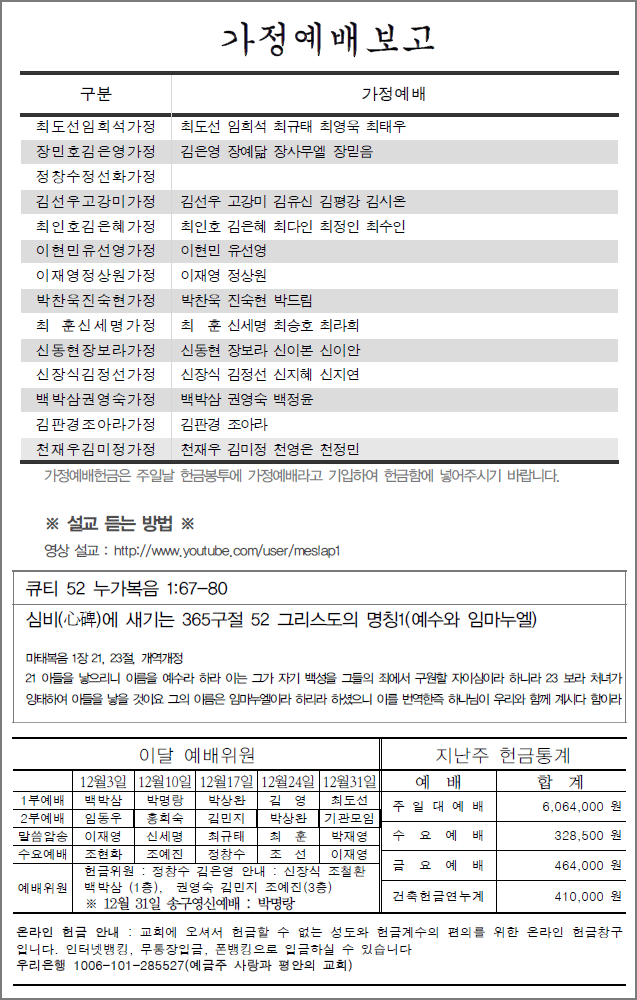 가정예배보고
구분 가정예배
최도선임희석가정 최도선 임희석 최규태 최영욱 최태우
장민호김은영가정 김은영 장예닮 장사무엘 장믿음
정창수정선화가정
김선우고강미가정 김선우 고강미 김유신 김평강 김시온
최인호김은혜가정 최인호 김은혜 최다인 최정인 최수인
이현민유선영가정 이현민 유선영
이재영정상원가정 이재영 정상원
박찬욱진숙현가정 박찬욱 진숙현 박드림
최 훈신세명가정 최 훈 신세명 최승호 최라희
신동현장보라가정 신동현 장보라 신이본 신이안
신장식김정선가정 신장식 김정선 신지혜 신지연
백박삼권영숙가정 백박삼 권영숙 백정윤
김판경조아라가정 김판경 조아라
천재우김미정가정 천재우 김미정 천영은 천정민
가정예배헌금은 주일날 헌금봉투에 가정예배라고 기입하여 헌금함에 넣어주시기 바랍니다.
※ 설교 듣는 방법 ※
영상 설교 : http://www.youtube.com/user/meslap1
큐티 52 누가복음 1:67-80
심비(心碑)에 새기는 365구절 52 그리스도의 명칭1(예수와 임마누엘)
마태복음 1장 21, 23절, 개역개정
21 아들을 낳으리니 이름을 예수라 하라 이는 그가 자기 백성을 그들의 죄에서 구원할 자이심이라 하니라 23 보라 처녀가
잉태하여 아들을 낳을 것이요 그의 이름은 임마누엘이라 하리라 하셨으니 이를 번역한즉 하나님이 우리와 함께 계시다 함이라
이달 예배위원
12월3일 12월10일 12월17일 12월24일 12월31일
1부예배 백박삼 박명랑 박상완 김 영 최도선
2부예배 임동우 홍희숙 김민지 박상완 기관모임
말씀암송 이재영 신세명 최규태 최 훈 박재영
수요예배 조현화 조예진 정창수 조 선 이재영
예배위원 헌금위원 : 정창수 김은영 안내 : 신장식 조철환
백박삼 (1층), 권영숙 김민지 조예진(3층)
※ 12월 31일 송구영신예배 : 박명랑
지난주 헌금통계
예 배 합 계
주 일 대 예 배 6,064,000 원
수 요 예 배 328,500 원
금 요 예 배 464,000 원
건축헌금연누계 410,000 원
온라인 헌금 안내 : 교회에 오셔서 헌금할 수 없는 성도와 헌금계수의 편의를 위한 온라인 헌금창구
입니다. 인터넷뱅킹, 무통장입금, 폰뱅킹으로 입금하실 수 있습니다
우리은행 1006-101-285527(예금주 사랑과 평안의 교회)